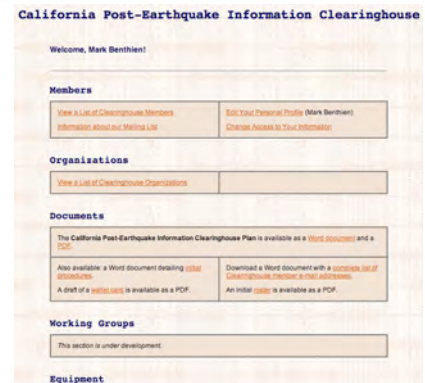 California Post-Earthquake Information Clearinghouse
Welcome, Mark Benthien!
Members
View a List of Clearinghouse Members
Edit Your Personal Profile (Mark Benthien)
Information about our Mailing List
Change Access to Your Information
Organizations
View a List of Clearinghouse Organizations
Documents
The California Post-Earthquake Information Clearinghouse Plan is available as a Word document and a
PDF.
Also available: a Word document detailing initial
procedures.
A draft of a wallet card is available as a PDF.
Download a Word document with a complete list of
Clearinghouse member e-mail addresses.
An initial roster is available as a PDF.
Working Groups
This section is under development.
Equipment